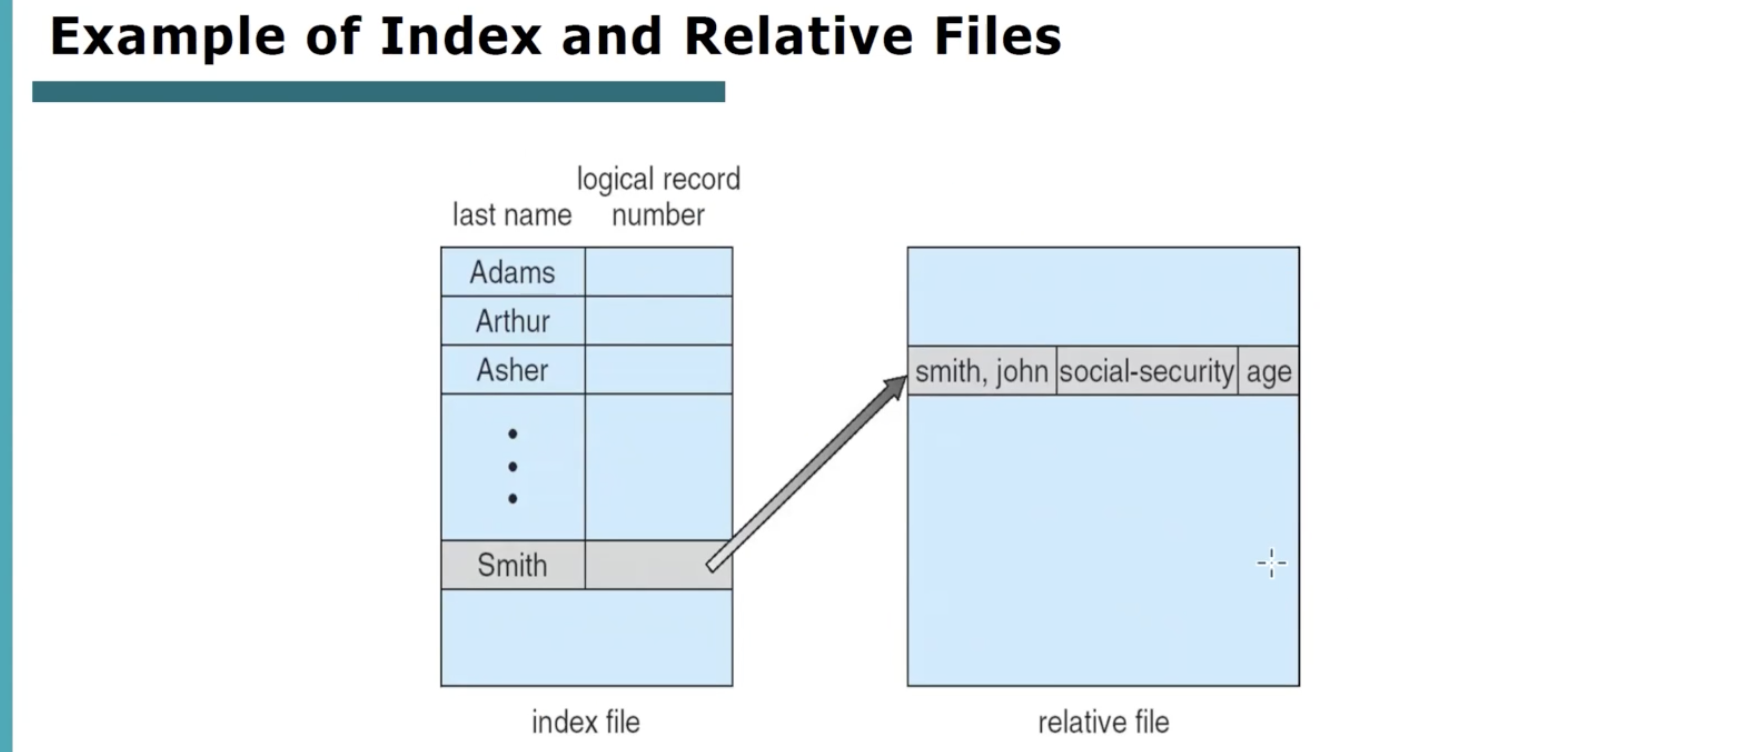 Example of Index and Relative Files
logical record
last name number
Adams
Arthur
Asher
Smith
smith, john social-security age
index file
relative file